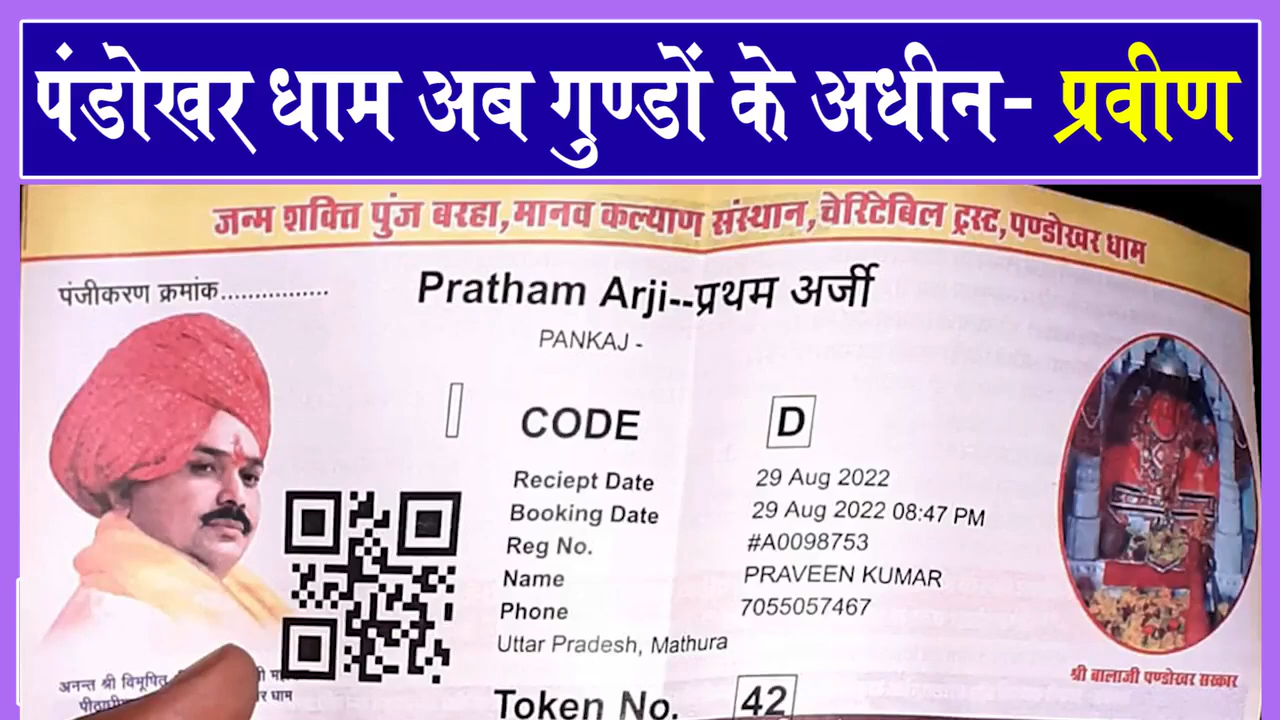 पंडोखर धाम अब गुण्डों के अधीन- प्रवीण
जन्म शक्ति पुंज बरहा, मानव कल्याण संस्थान, चेरिटेबिल ट्रस्ट, पण्डोखर धाम
पंजीकरण क्रमांक................
Pratham Arji--प्रथम अर्जी
PANKAJ -
CODE D
Reciept Date 29 Aug 2022
Booking Date 29 Aug 2022 08:47 PM
Reg No. #A0098753
Name PRAVEEN KUMAR
Phone 7055057467
Uttar Pradesh, Mathura
Token No. 42
अनन्त श्री विभूषित
धाम
श्री बालाजी पण्डोखर सरकार